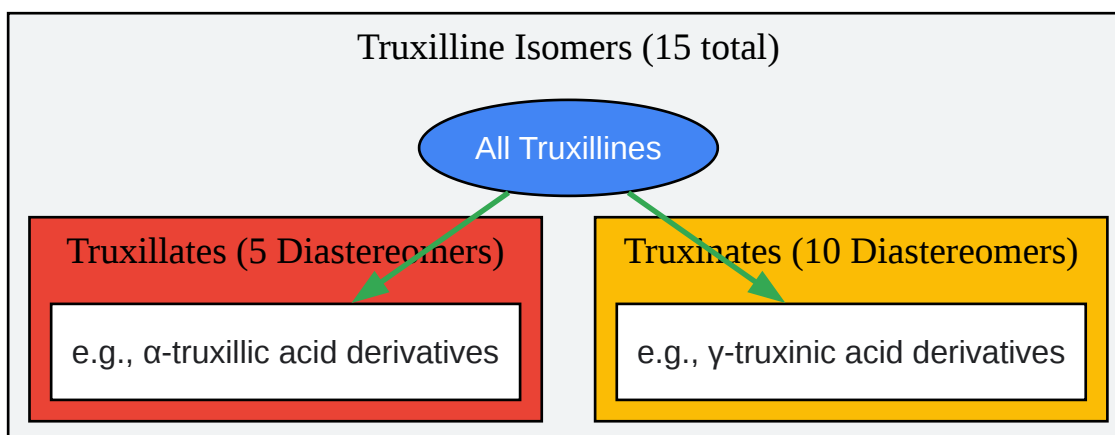 Truxilline Isomers (15 total)
All Truxillines
Truxillates (5 Diastereomers)
Truxinates (10 Diastereomers)
e.g., α-truxillic acid derivatives
e.g., γ-truxinic acid derivatives